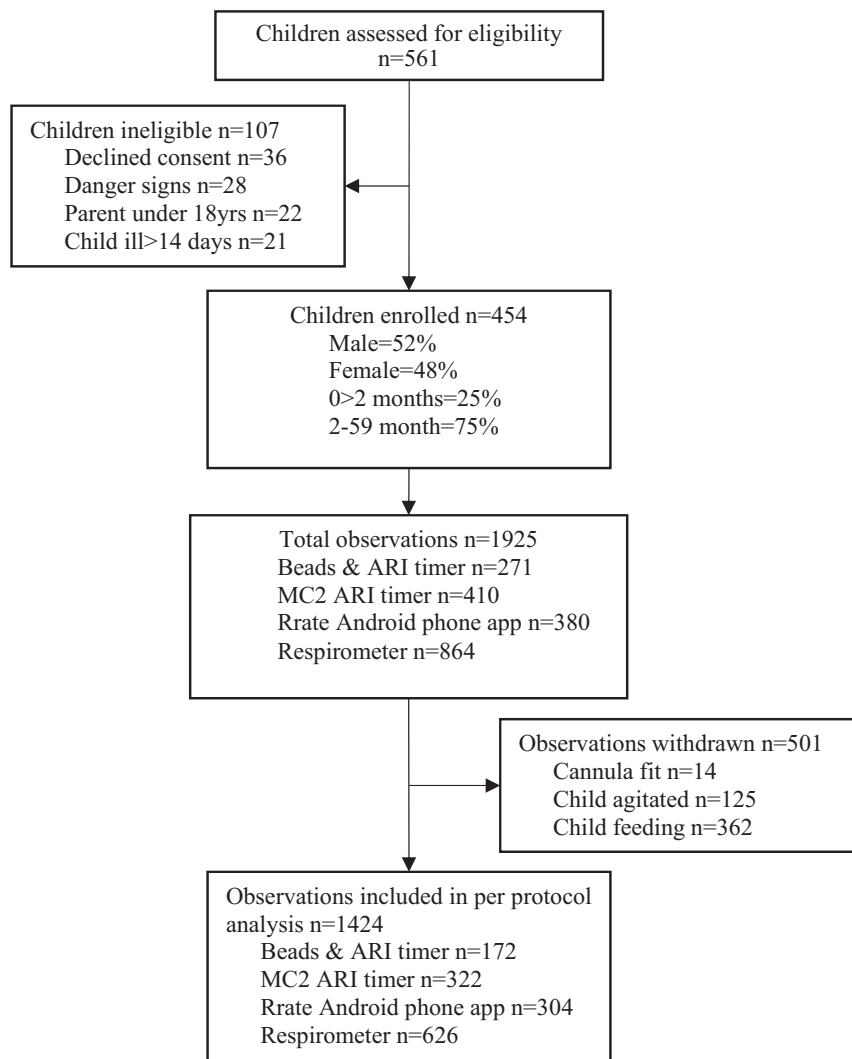 Children assessed for eligibility
n=561
Children ineligible n=107
Declined consent n=36
Danger signs n=28
Parent under 18yrs n=22
Child ill>14 days n=21
Children enrolled n=454
Male=52%
Female=48%
0>2 months=25%
2-59 month=75%
Total observations n=1925
Beads & ARI timer n=271
MC2 ARI timer n=410
Rrate Android phone app n=380
Respirometer n=864
Observations withdrawn n=501
Cannula fit n=14
Child agitated n=125
Child feeding n=362
Observations included in per protocol
analysis n=1424
Beads & ARI timer n=172
MC2 ARI timer n=322
Rrate Android phone app n=304
Respirometer n=626